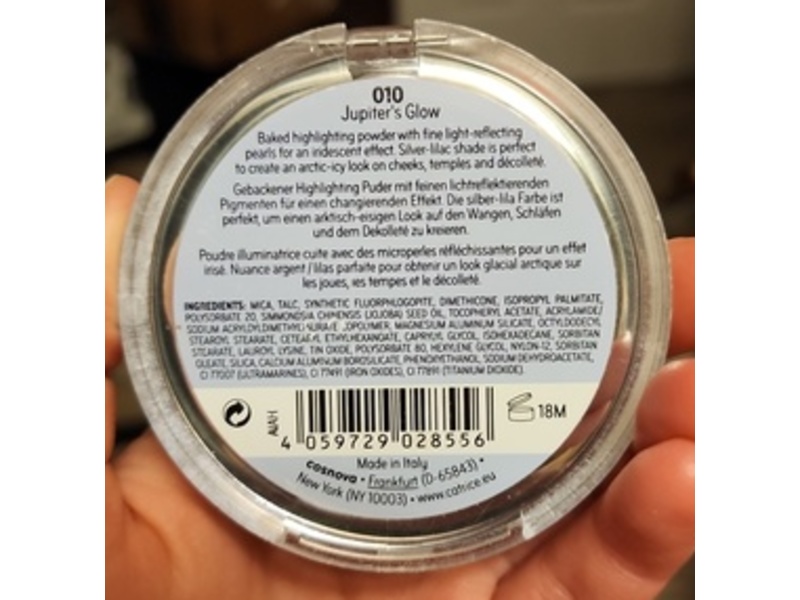 010
Jupiter's Glow
Baked highlighting powder with fine light-reflecting
pearls for an iridescent effect. Silver-lilac shade is perfect
to create an arctic-icy look on cheeks, temples and décolleté.
Gebackener Highlighting Puder mit feinen lichtreflektierenden
Pigmenten für einen changierenden Effekt. Die silber-lila Farbe ist
perfekt, um einen arktisch-eisigen Look auf den Wangen, Schläfen
und dem Dekolleté zu kreieren.
Poudre illuminatrice cuite avec des microperles réfléchissantes pour un effet
irisé. Nuance argent / lilas parfaite pour obtenir un look glacial arctique sur
les joues, les tempes et le décolleté.
INGREDIENTS: MICA, TALC, SYNTHETIC FLUORPHLOGOPITE, DIMETHICONE, ISOPROPYL PALMITATE,
POLYSORBATE 20, SIMMONDSIA CHINENSIS (JOJOBA) SEED OIL, TOCOPHERYL ACETATE, ACRYLAMIDE/
SODIUM ACRYLOYLDIMETHYL MAGNESIUM ALUMINUM SILICATE, OCTYLDODECYL
STEAROYL STEARATE, ETHYLHEXANOATE, CAPRYLYL GLYCOL, ISOHEXADECANE, SORBITAN
STEARATE, LAUROYL LYSINE, TIN OXIDE, POLYSORBATE 80, HEXYLENE GLYCOL, NYLON-12, SORBITAN
OLEATE, SILICA, CALCIUM ALUMINUM BOROSILICATE, PHENOXYETHANOL, SODIUM DEHYDROACETATE,
CI 77007 (ULTRAMARINES), CI 77491 (IRON OXIDES), CI 77891 (TITANIUM DIOXIDE).
4 059729 028556
18M
Made in Italy
cosnova • Frankfurt (D-65843) •
New York (NY 10003) • www.catrice.eu